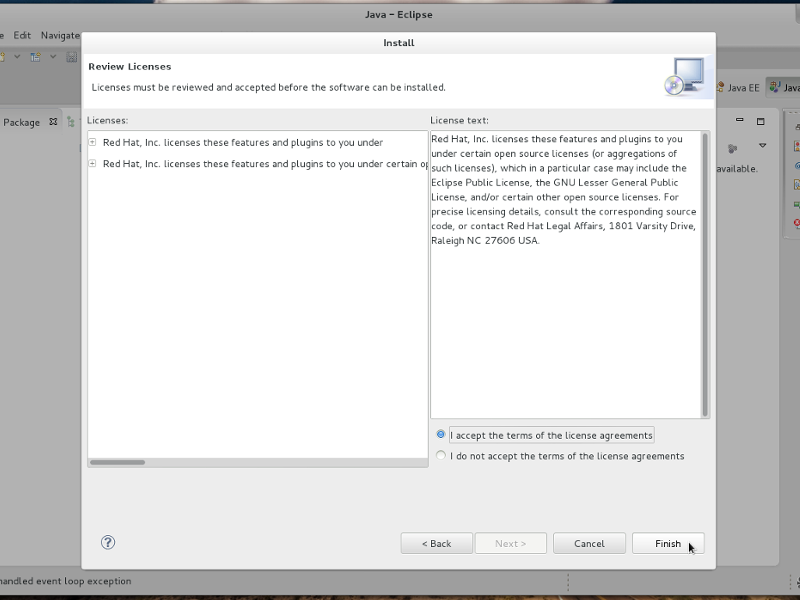 Java – Eclipse
Edit Navigate
Install
Review Licenses
Licenses must be reviewed and accepted before the software can be installed.
Java EE
Java
Package
Licenses:
License text:
Red Hat, Inc. licenses these features and plugins to you under
Red Hat, Inc. licenses these features and plugins to you under certain op
Red Hat, Inc. licenses these features and plugins to you
under certain open source licenses (or aggregations of
such licenses), which in a particular case may include the
Eclipse Public License, the GNU Lesser General Public
License, and/or certain other open source licenses. For
precise licensing details, consult the corresponding source
code, or contact Red Hat Legal Affairs, 1801 Varsity Drive,
Raleigh NC 27606 USA.
available.
I accept the terms of the license agreements
I do not accept the terms of the license agreements
?
< Back
Next >
Cancel
Finish
handled event loop exception